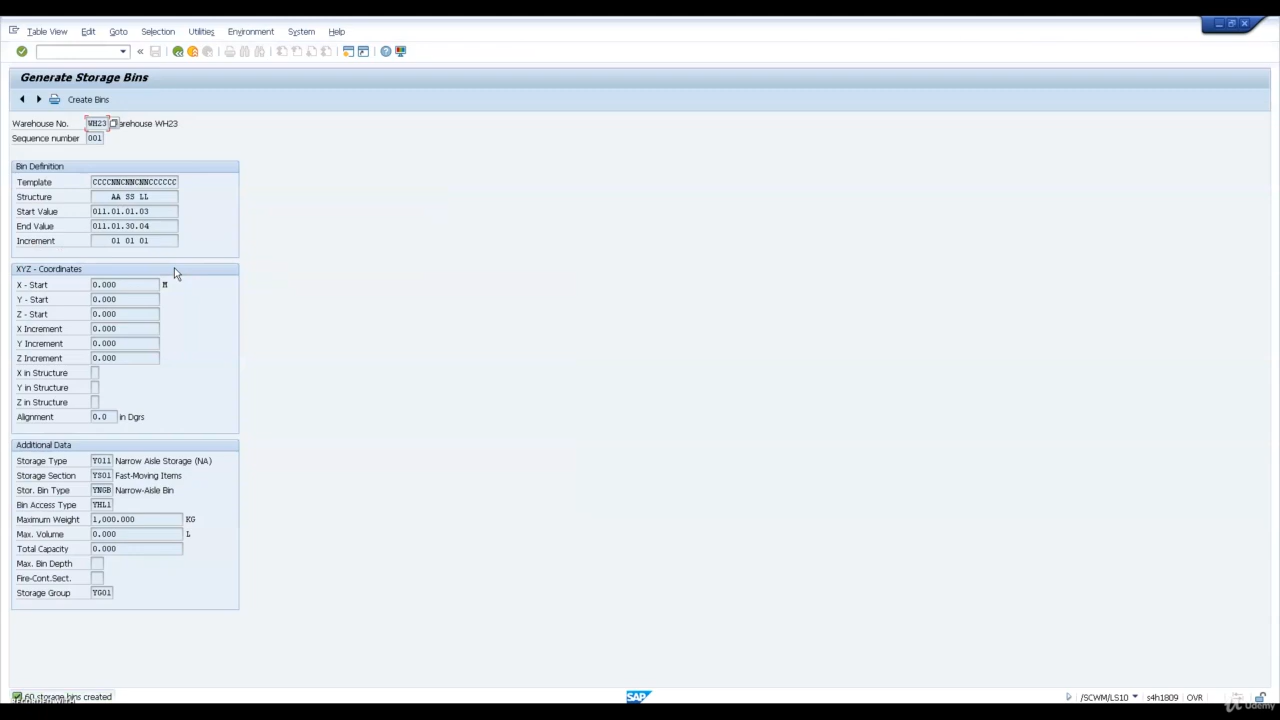 Table View Edit Goto Selection Utilities Environment System Help
Generate Storage Bins
Create Bins
Warehouse No. WH23 arehouse WH23
Sequence number 001
Bin Definition
Template CCCCNNCNNCNNCCCCCC
Structure AA SS LL
Start Value 011.01.01.03
End Value 011.01.30.04
Increment 01 01 01
XYZ - Coordinates
X - Start 0.000 M
Y - Start 0.000
Z - Start 0.000
X Increment 0.000
Y Increment 0.000
Z Increment 0.000
X in Structure
Y in Structure
Z in Structure
Alignment 0.0 in Dgrs
Additional Data
Storage Type Y011 Narrow Aisle Storage (NA)
Storage Section YS01 Fast-Moving Items
Stor. Bin Type YNGB Narrow-Aisle Bin
Bin Access Type YHL1
Maximum Weight 1,000.000 KG
Max. Volume 0.000 L
Total Capacity 0.000
Max. Bin Depth
Fire-Cont.Sect.
Storage Group YG01
60 storage bins created SAP /SCWM/LS10 s4h1809 OVR
Udemy